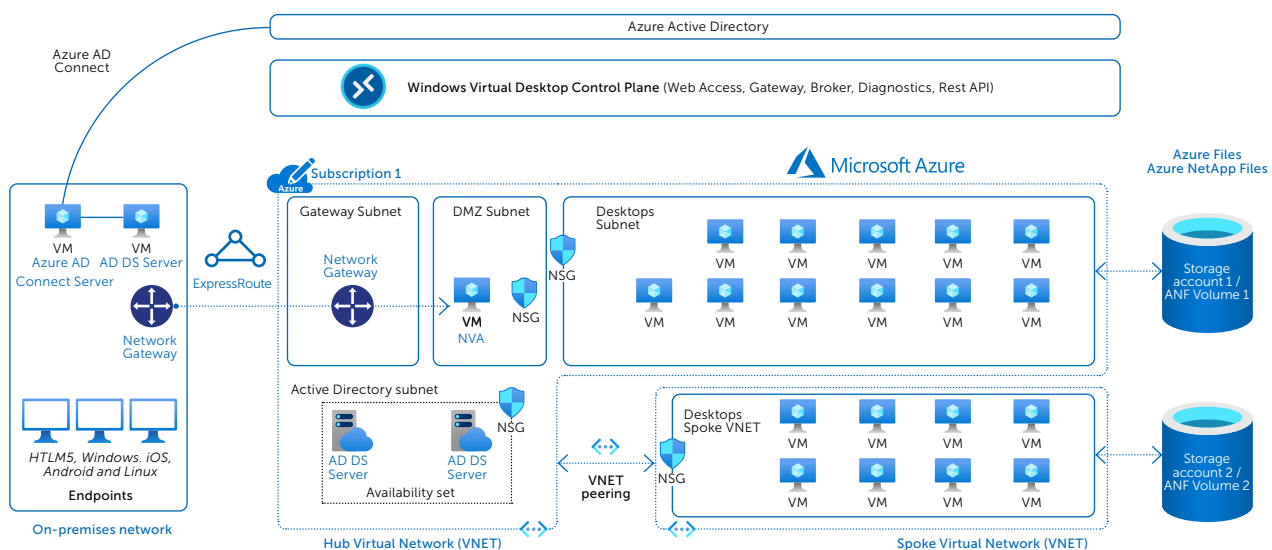 Azure Active Directory
Azure AD
Connect
Windows Virtual Desktop Control Plane (Web Access, Gateway, Broker, Diagnostics, Rest API)
Azure
Subscription 1
Microsoft Azure
Azure Files
Azure NetApp Files
VM
Azure AD
Connect Server
VM
AD DS Server
Network
Gateway
HTLM5, Windows. iOS,
Android and Linux
Endpoints
On-premises network
ExpressRoute
Gateway Subnet
Network
Gateway
DMZ Subnet
VM
NVA
NSG
NSG
Desktops
Subnet
VM
VM
VM
VM
VM
VM
VM
VM
VM
VM
VM
Storage
account 1 /
ANF Volume 1
Active Directory subnet
NSG
AD DS
Server
AD DS
Server
Availability set
Hub Virtual Network (VNET)
VNET
peering
NSG
Desktops
Spoke VNET
VM
VM
VM
VM
VM
VM
VM
VM
Spoke Virtual Network (VNET)
Storage
account 2 /
ANF Volume 2